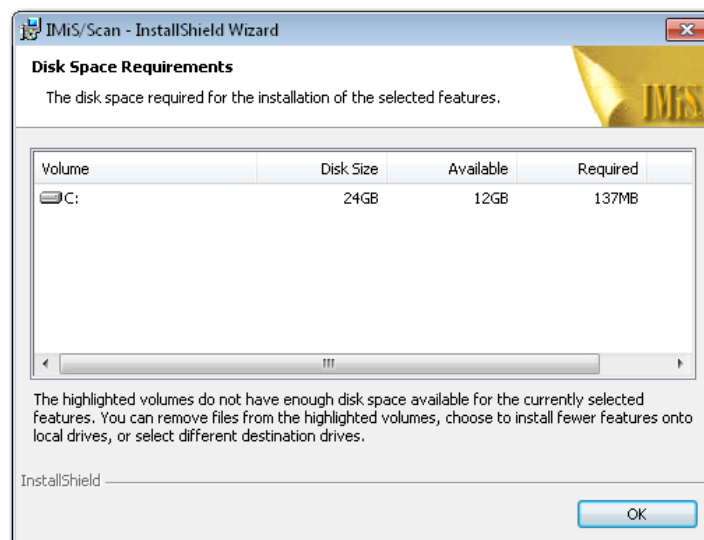 IMiS/Scan - InstallShield Wizard
Disk Space Requirements
The disk space required for the installation of the selected features.
IMiS
Volume Disk Size Available Required
C: 24GB 12GB 137MB
The highlighted volumes do not have enough disk space available for the currently selected
features. You can remove files from the highlighted volumes, choose to install fewer features onto
local drives, or select different destination drives.
InstallShield
OK